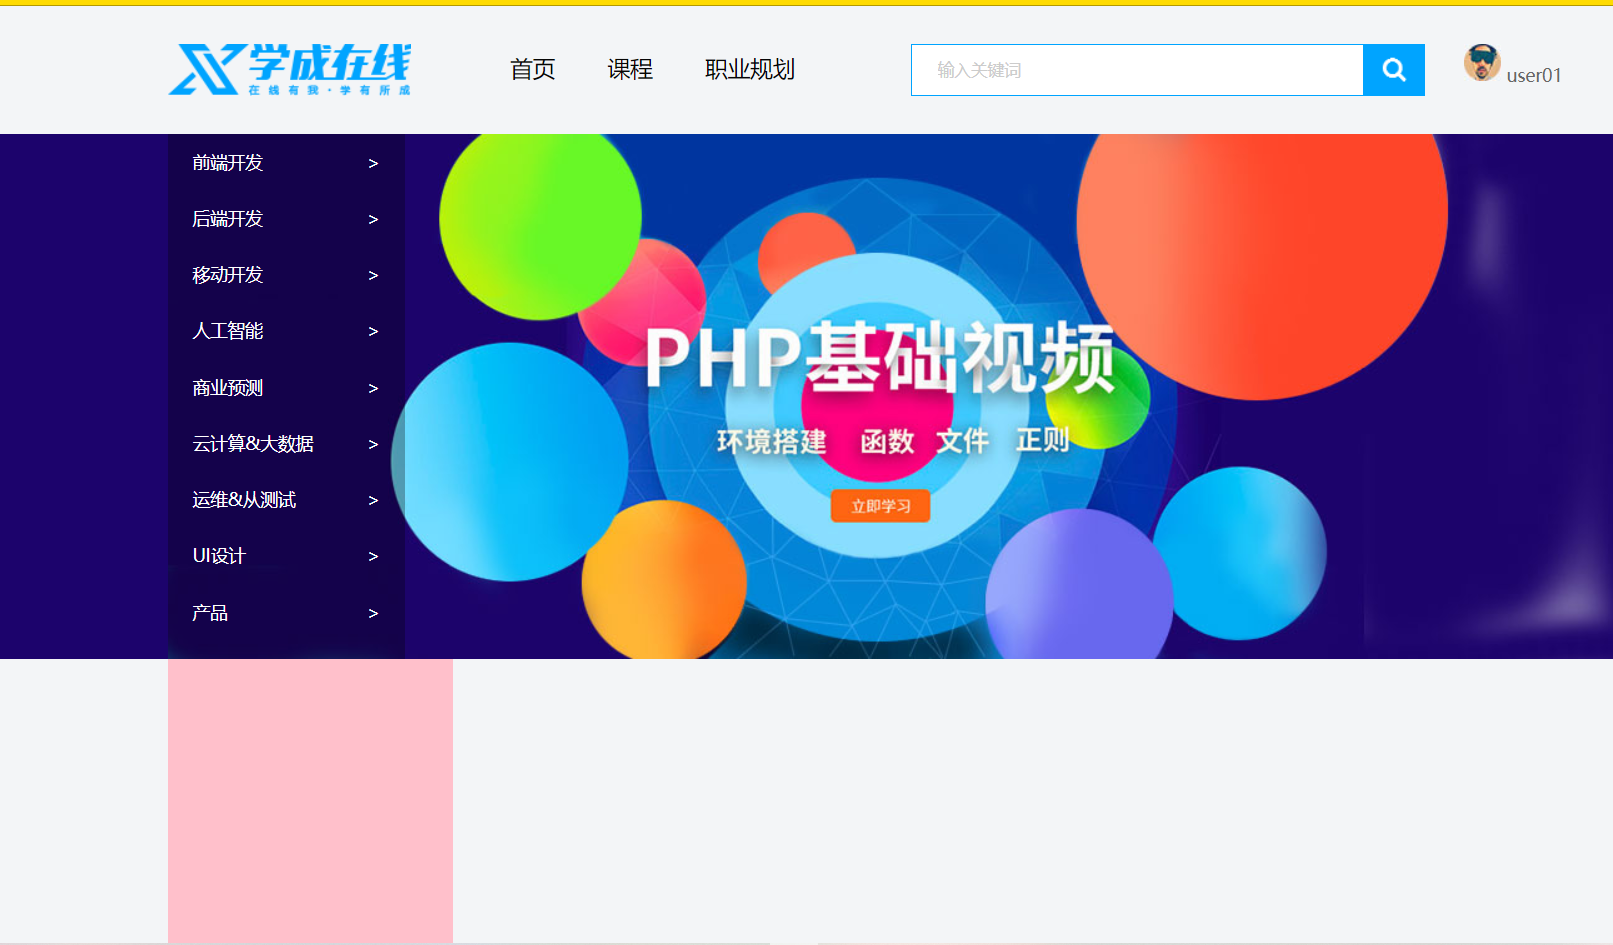 学成在线
在线有我·学有所成
首页 课程 职业规划
输入关键词
user01
前端开发 >
后端开发 >
移动开发 >
人工智能 >
商业预测 >
云计算&大数据 >
运维&从测试 >
UI设计 >
产品 >
PHP基础视频
环境搭建 函数 文件 正则
立即学习